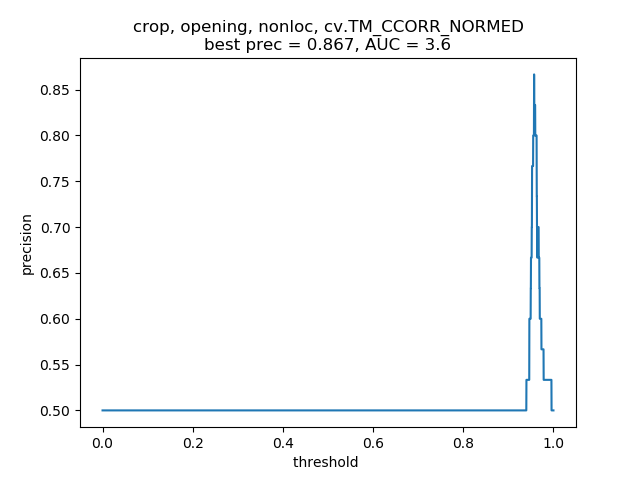 crop, opening, nonloc, cv.TM_CCORR_NORMED
best prec = 0.867, AUC = 3.6
0.85
0.80
0.75
0.70
0.65
0.60
0.55
0.50
precision
0.0 0.2 0.4 0.6 0.8 1.0
threshold